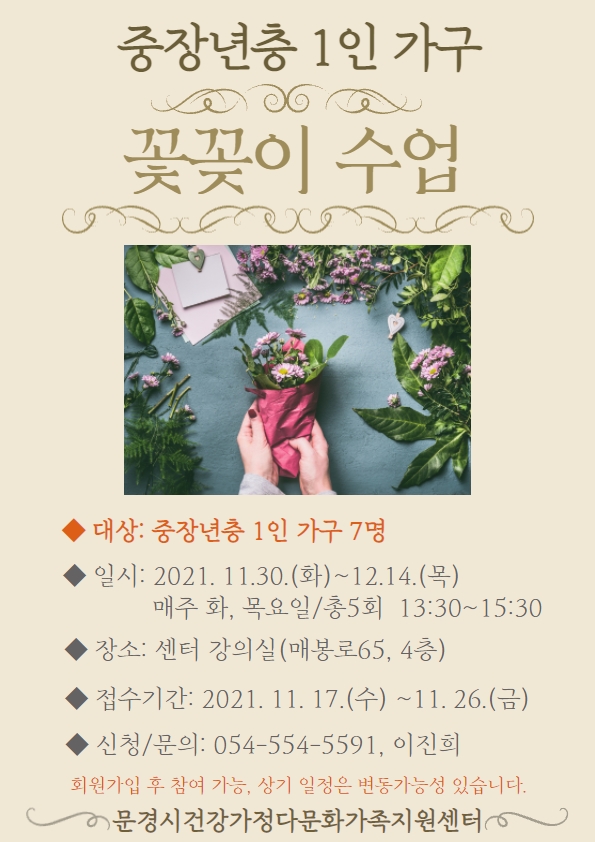 중장년층 1인 가구
꽃꽂이 수업
◆ 대상: 중장년층 1인 가구 7명
◆ 일시: 2021. 11.30.(화)~12.14.(목)
매주 화, 목요일/총5회 13:30~15:30
◆ 장소: 센터 강의실(매봉로65, 4층)
◆ 접수기간: 2021. 11. 17.(수) ~11. 26.(금)
◆ 신청/문의: 054-554-5591, 이진희
회원가입 후 참여 가능, 상기 일정은 변동가능성 있습니다.
문경시건강가정다문화가족지원센터